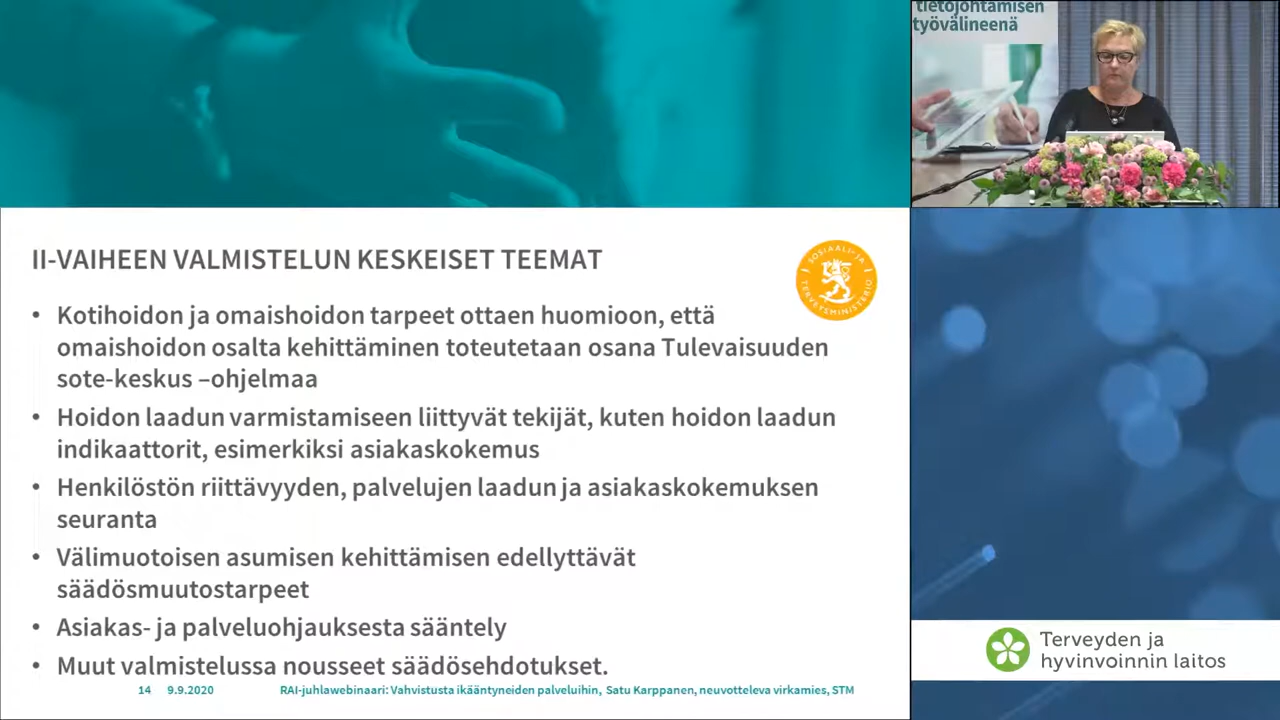 II-VAIHEEN VALMISTELUN KESKEISET TEEMAT
• Kotihoidon ja omaishoidon tarpeet ottaen huomioon, että
omaishoidon osalta kehittäminen toteutetaan osana Tulevaisuuden
sote-keskus –ohjelmaa
• Hoidon laadun varmistamiseen liittyvät tekijät, kuten hoidon laadun
indikaattorit, esimerkiksi asiakaskokemus
• Henkilöstön riittävyyden, palvelujen laadun ja asiakaskokemuksen
seuranta
• Välimuotoisen asumisen kehittämisen edellyttävät
säädösmuutostarpeet
• Asiakas- ja palveluohjauksesta sääntely
• Muut valmistelussa nousseet säädösehdotukset.
14 9.9.2020 RAI-juhlawebinaari: Vahvistusta ikääntyneiden palveluihin, Satu Karppanen, neuvotteleva virkamies, STM
SOSIAALI- JA
TERVEYSMINISTERIÖ
tietojohtamisen
työvälineenä
Terveyden ja
hyvinvoinnin laitos